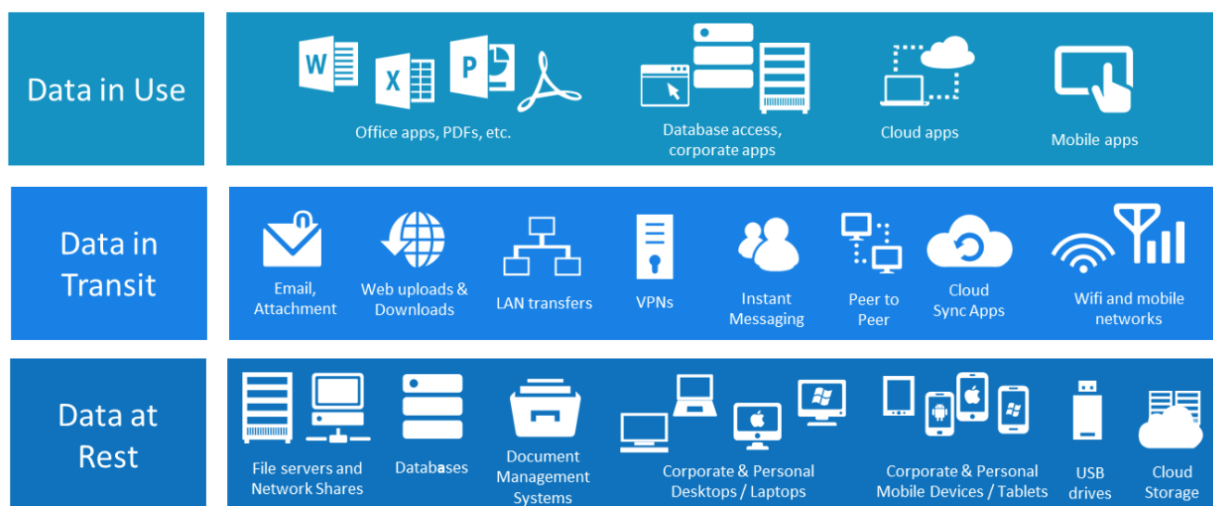 Data in Use
W
X
P
Office apps, PDFs, etc.
Database access,
corporate apps
Cloud apps
Mobile apps
Data in
Transit
Email,
Attachment
Web uploads &
Downloads
LAN transfers
VPNs
Instant
Messaging
Peer to
Peer
Cloud
Sync Apps
Wifi and mobile
networks
Data at
Rest
File servers and
Network Shares
Databases
Document
Management
Systems
Corporate & Personal
Desktops / Laptops
Corporate & Personal
Mobile Devices / Tablets
USB
drives
Cloud
Storage